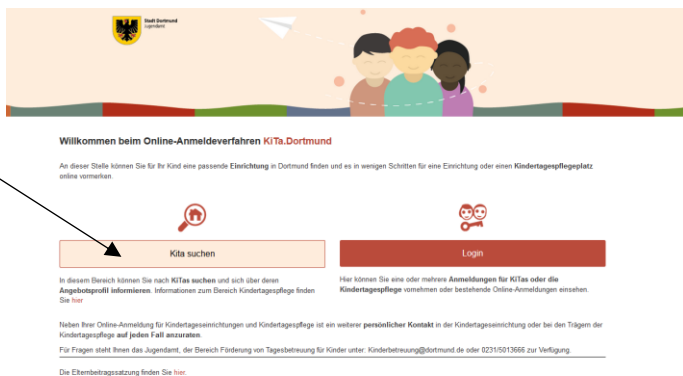 Stadt Dortmund
Jugendamt
Willkommen beim Online-Anmeldeverfahren KiTa.Dortmund
An dieser Stelle können Sie für Ihr Kind eine passende Einrichtung in Dortmund finden und es in wenigen Schritten für eine Einrichtung oder einen Kindertagespflegeplatz
online vormerken.
Kita suchen
In diesem Bereich können Sie nach KiTas suchen und sich über deren
Angebotsprofil informieren. Informationen zum Bereich Kindertagespflege finden
Sie hier
Login
Hier können Sie eine oder mehrere Anmeldungen für KiTas oder die
Kindertagespflege vornehmen oder bestehende Online-Anmeldungen einsehen.
Neben Ihrer Online-Anmeldung für Kindertageseinrichtungen und Kindertagespflege ist ein weiterer persönlicher Kontakt in der Kindertageseinrichtung oder bei den Trägern der
Kindertagespflege auf jeden Fall anzuraten.
Für Fragen steht Ihnen das Jugendamt, der Bereich Förderung von Tagesbetreuung für Kinder unter: Kinderbetreuung@dortmund.de oder 0231/5013666 zur Verfügung.
Die Elternbeitragssatzung finden Sie hier.